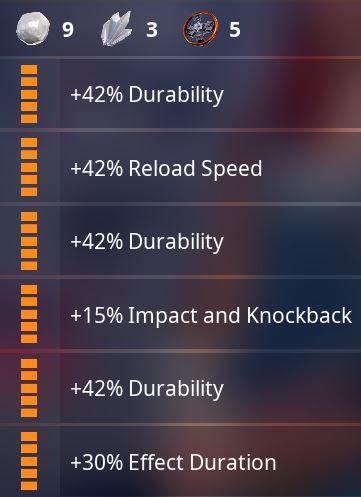 9 3 5
+42% Durability
+42% Reload Speed
+42% Durability
+15% Impact and Knockback
+42% Durability
+30% Effect Duration